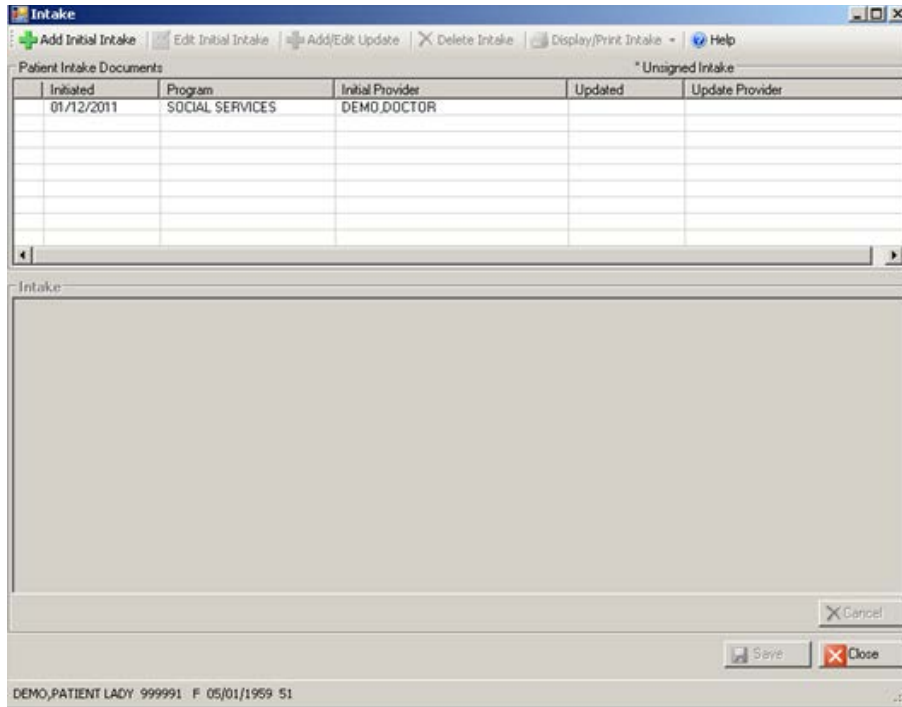 Intake
Add Initial Intake Edit Initial Intake Add/Edit Update Delete Intake Display/Print Intake Help
Patient Intake Documents * Unsigned Intake
Initiated Program Initial Provider Updated Update Provider
01/12/2011 SOCIAL SERVICES DEMO,DOCTOR
Intake
Cancel
Save Close
DEMO,PATIENT LADY 999991 F 05/01/1959 51